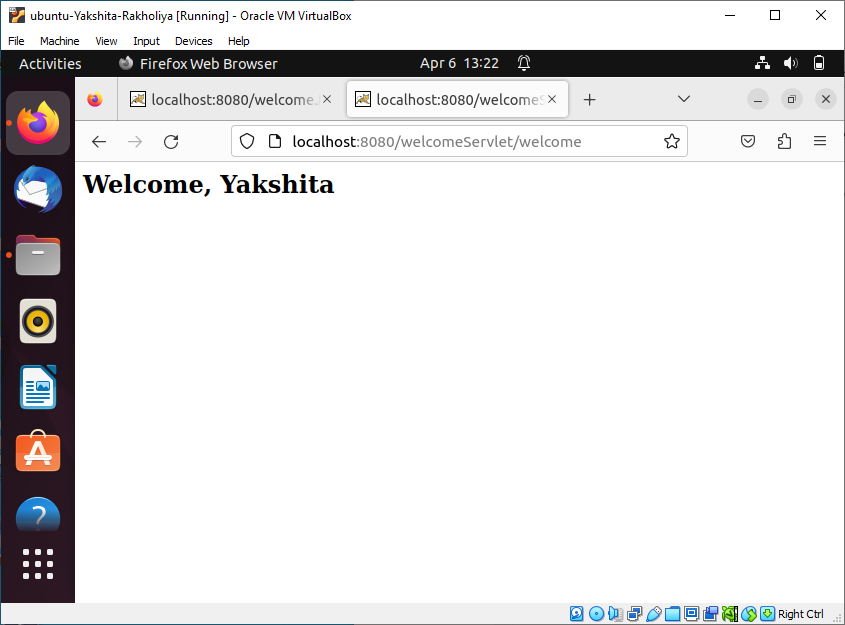 ubuntu-Yakshita-Rakholiya [Running] - Oracle VM VirtualBox
File Machine View Input Devices Help
Activities Firefox Web Browser Apr 6 13:22
localhost:8080/welcome. localhost:8080/welcomeS
localhost:8080/welcomeServlet/welcome
Welcome, Yakshita
Right Ctrl